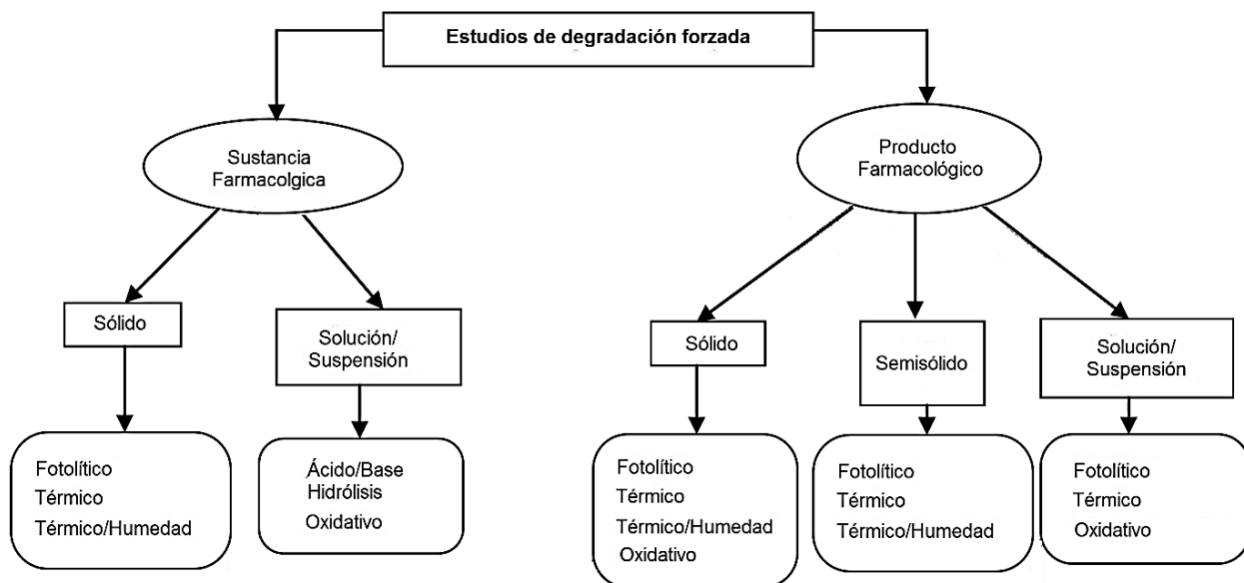 Estudios de degradación forzada
Sustancia
Farmacolgica
Producto
Farmacológico
Sólido
Solución/
Suspensión
Sólido
Semisólido
Solución/
Suspensión
Fotolítico
Térmico
Térmico/Humedad
Ácido/Base
Hidrólisis
Oxidativo
Fotolítico
Térmico
Térmico/Humedad
Oxidativo
Fotolítico
Térmico
Térmico/Humedad
Fotolítico
Térmico
Oxidativo